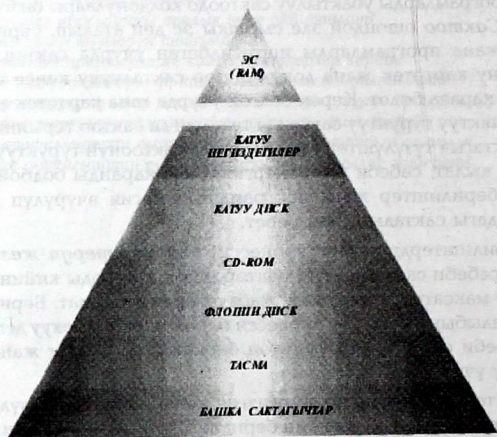 ЭС
(RAM)
КАТУУ
НЕГИЗДЕГИЛЕР
КАТУУ ДИСК
CD-ROM
ФЛОППИ ДИСК
ТАСМА
БАШКА САКТАГЫЧТАР